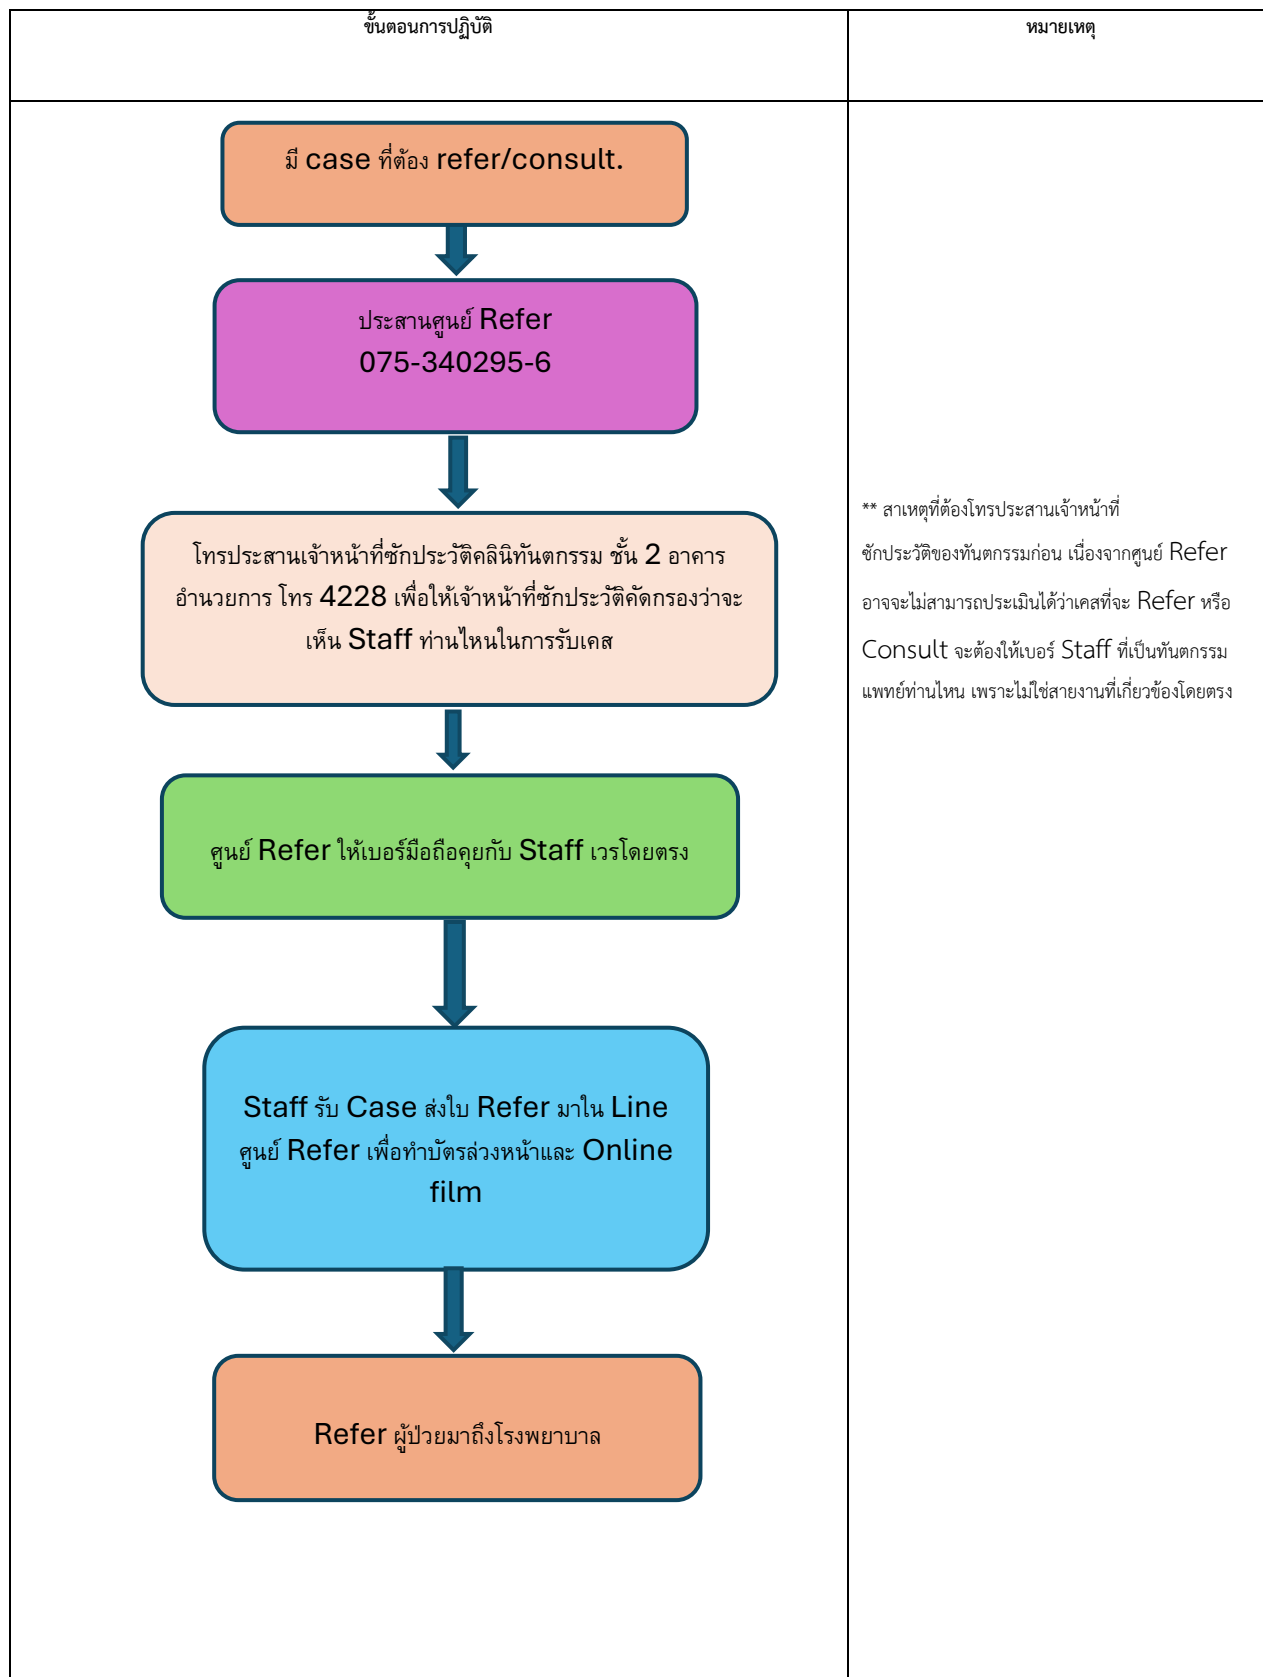 ขั้นตอนการปฏิบัติ
หมายเหตุ
มี case ที่ต้อง refer/consult.
ประสานศูนย์ Refer
075-340295-6
โทรประสานเจ้าหน้าที่ซักประวัติคลินิทันตกรรม ชั้น 2 อาคาร
อำนวยการ โทร 4228 เพื่อให้เจ้าหน้าที่ซักประวัติคัดกรองว่าจะ
เห็น Staff ท่านไหนในการรับเคส
ศูนย์ Refer ให้เบอร์มือถือคุยกับ Staff เวรโดยตรง
Staff รับ Case ส่งใบ Refer มาใน Line
ศูนย์ Refer เพื่อทำบัตรล่วงหน้าและ Online
film
Refer ผู้ป่วยมาถึงโรงพยาบาล
** สาเหตุที่ต้องโทรประสานเจ้าหน้าที่
ซักประวัติของทันตกรรมก่อน เนื่องจากศูนย์ Refer
อาจจะไม่สามารถประเมินได้ว่าเคสที่จะ Refer หรือ
Consult จะต้องให้เบอร์ Staff ที่เป็นทันตกรรม
แพทย์ท่านไหน เพราะไม่ใช่สายงานที่เกี่ยวข้องโดยตรง